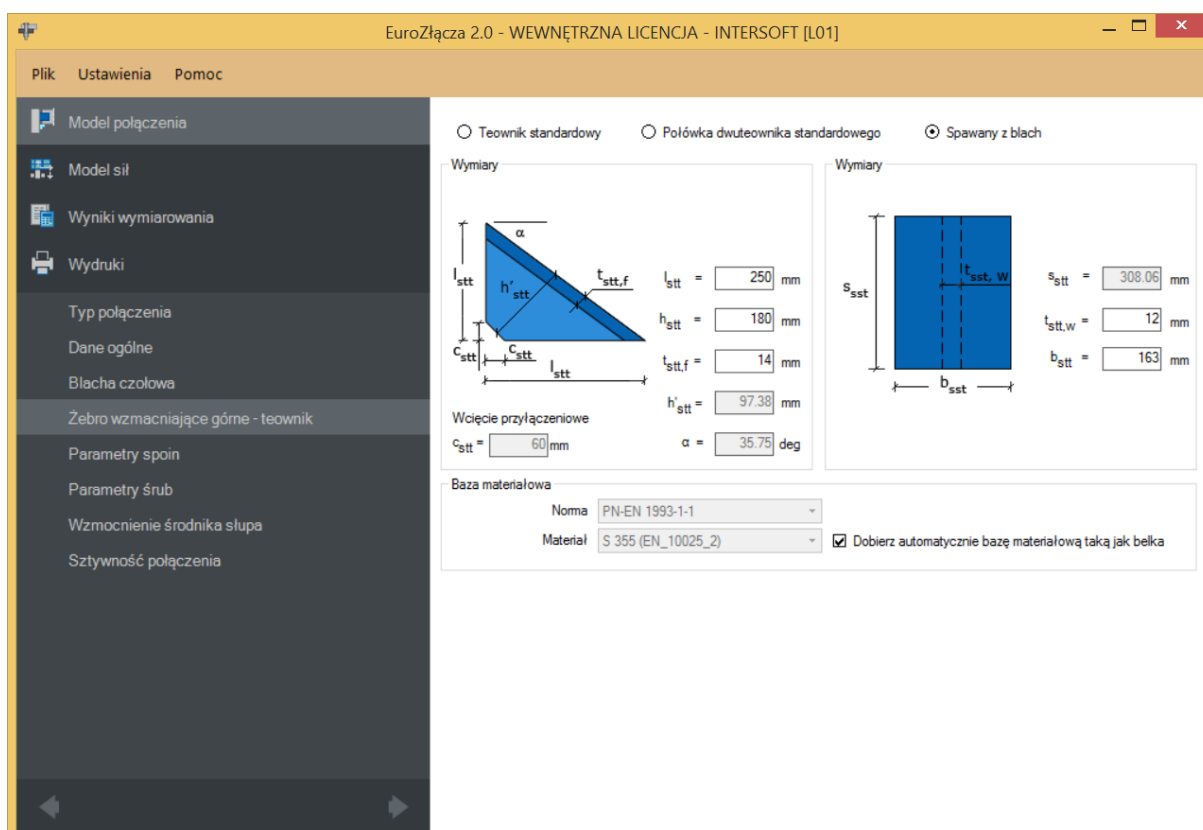 EuroZłącza 2.0 - WEWNĘTRZNA LICENCJA - INTERSOFT [L01]
Plik Ustawienia Pomoc
Model połączenia
Model sił
Wyniki wymiarowania
Wydruki
Typ połączenia
Dane ogólne
Blacha czołowa
Żebro wzmacniające górne - teownik
Parametry spoin
Parametry śrub
Wzmocnienie środnika słupa
Sztywność połączenia
Teownik standardowy Połówka dwuteownika standardowego Spawany z blach
Wymiary
α
lstt
h'stt
tstt,f
cstt
cstt
lstt
lstt = 250 mm
hstt = 180 mm
tstt,f = 14 mm
h'stt = 97.38 mm
α = 35.75 deg
Wcięcie przyłączeniowe
cstt = 60 mm
Wymiary
ssst
tsst, w
bsst
sstt = 308.06 mm
tstt,w = 12 mm
bstt = 163 mm
Baza materiałowa
Norma PN-EN 1993-1-1
Materiał S 355 (EN_10025_2) Dobierz automatycznie bazę materiałową taką jak belka